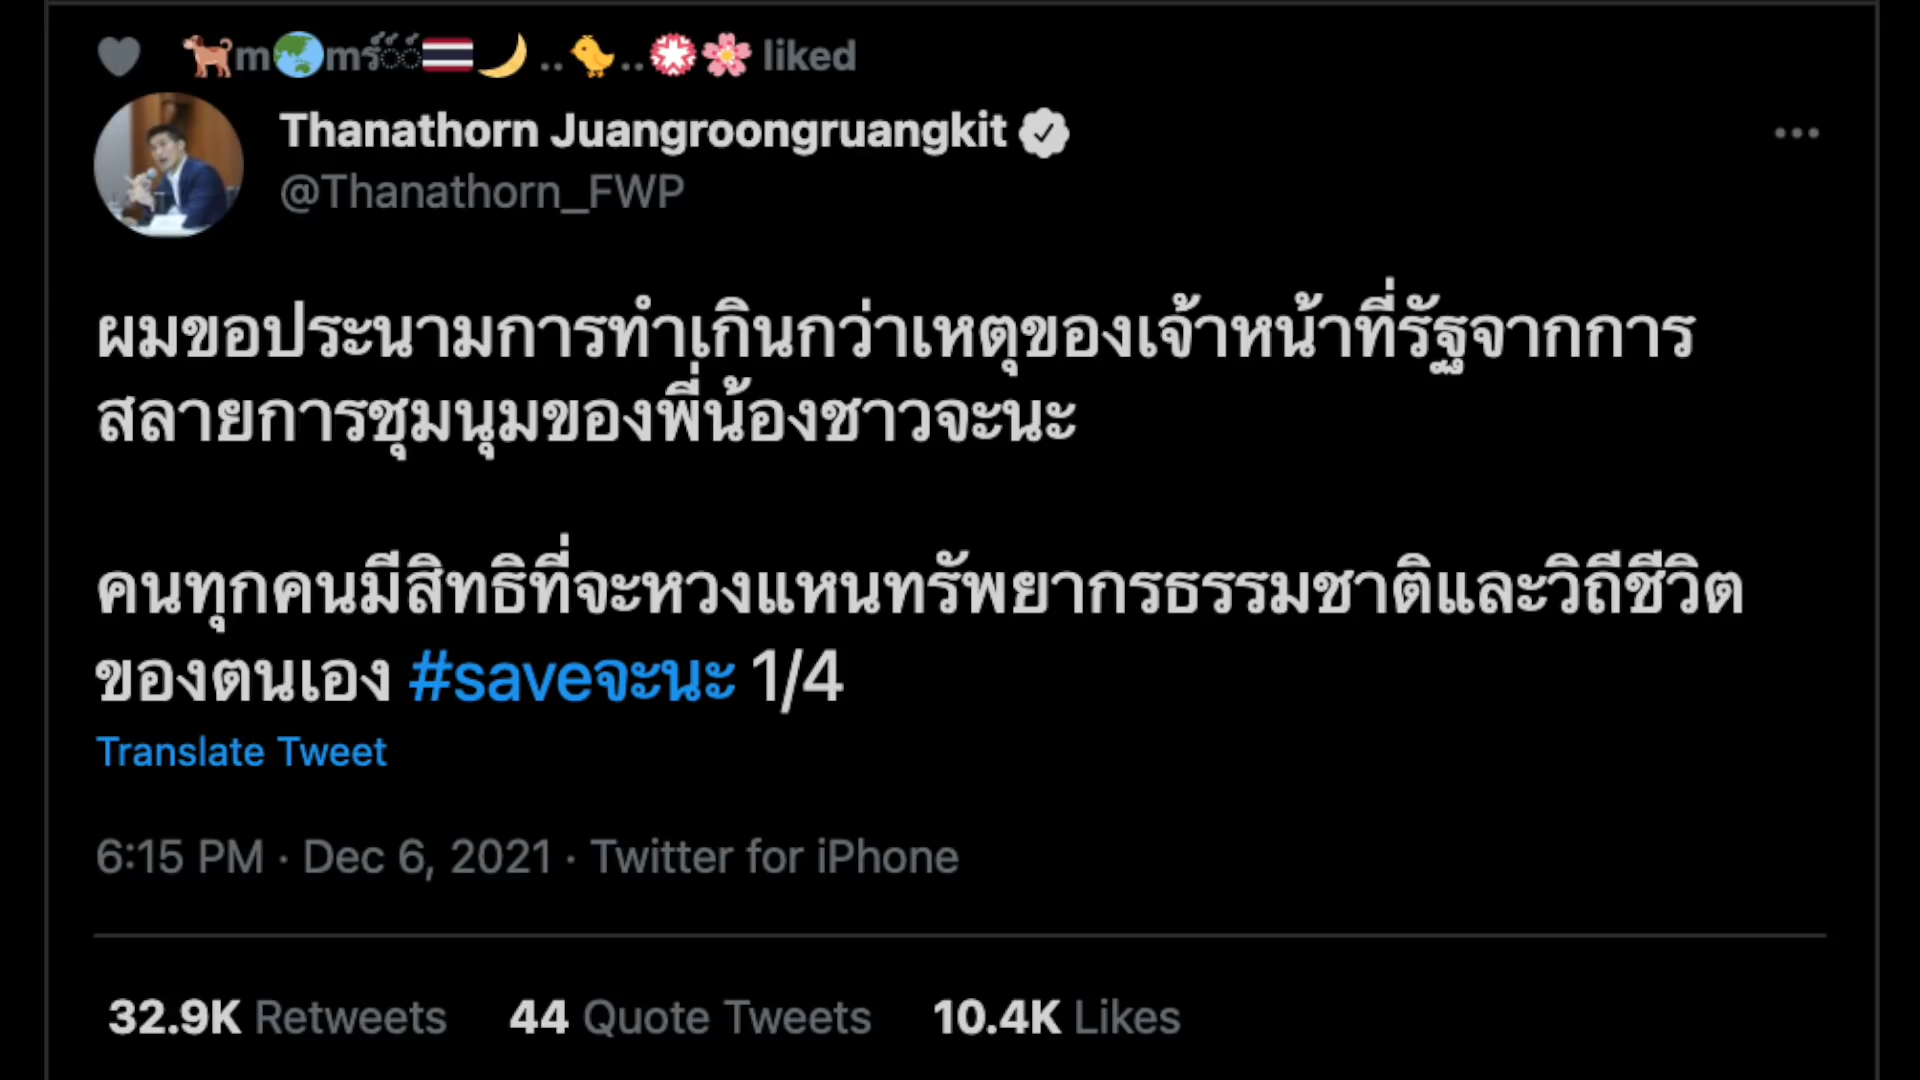 🐕m🌏mร์์์🇹🇭🌙 ..🐤..💮🌸 liked
Thanathorn Juangroongruangkit
@Thanathorn_FWP
ผมขอประนามการทำเกินกว่าเหตุของเจ้าหน้าที่รัฐจากการ
สลายการชุมนุมของพี่น้องชาวจะนะ
คนทุกคนมีสิทธิที่จะหวงแหนทรัพยากรธรรมชาติและวิถีชีวิต
ของตนเอง #saveจะนะ 1/4
Translate Tweet
6:15 PM · Dec 6, 2021 · Twitter for iPhone
32.9K Retweets 44 Quote Tweets 10.4K Likes